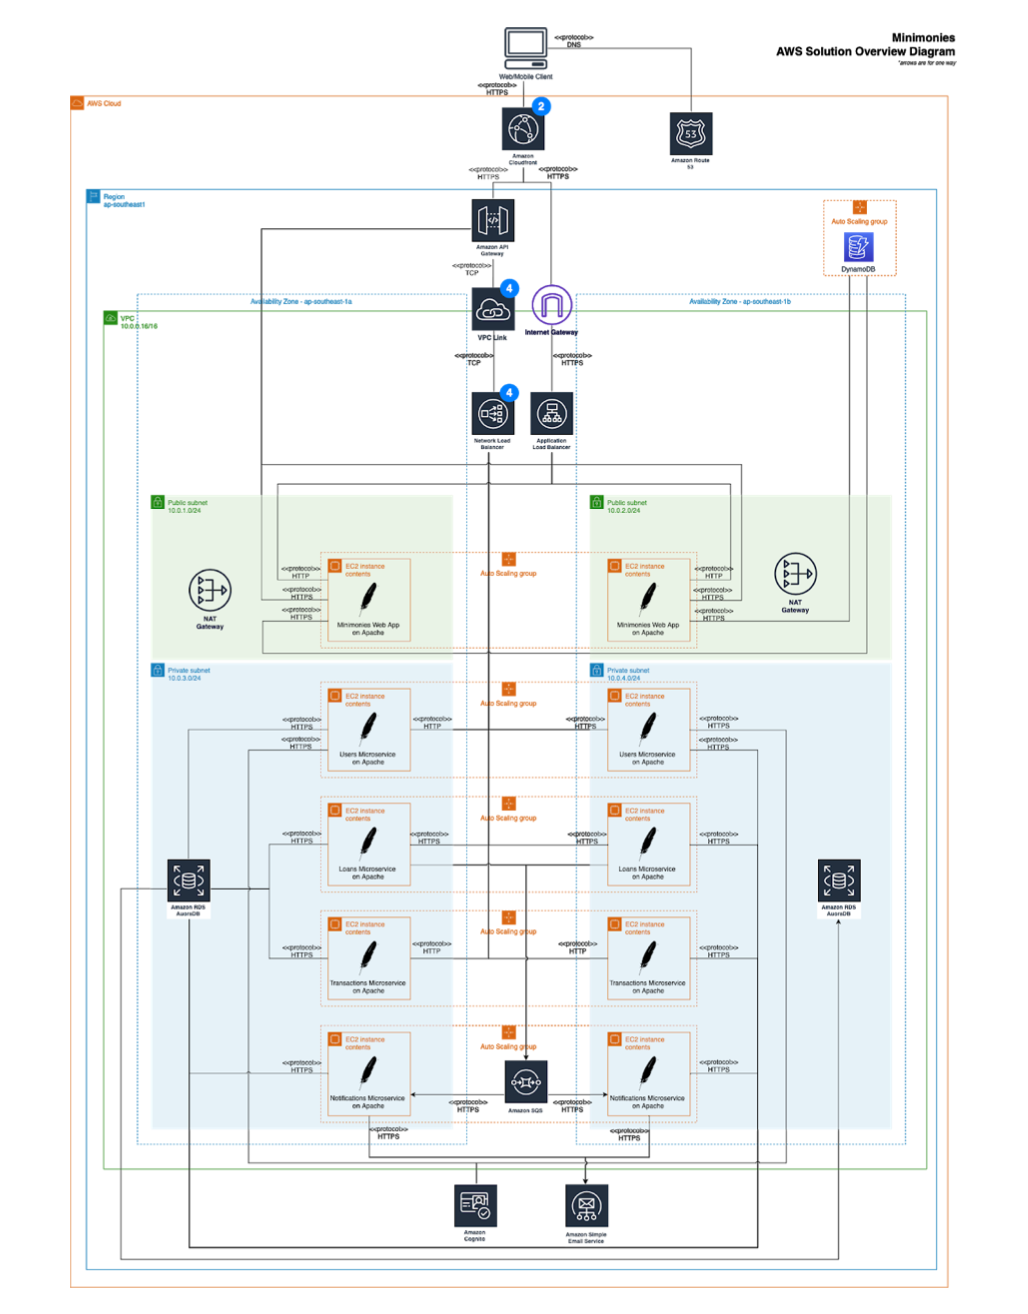 Minimonies
AWS Solution Overview Diagram
*arrows are for one way
<<protocol>>
DNS
Web/Mobile Client
<<protocol>>
HTTPS
AWS Cloud
2
53
Amazon
Cloudfront
Amazon Route
53
<<protocol>>
HTTPS
<<protocol>>
HTTPS
Region
ap-southeast1
Auto Scaling group
DynamoDB
Amazon API
Gateway
<<protocol>>
TCP
Availability Zone - ap-southeast-1a
4
Availability Zone - ap-southeast-1b
VPC
10.0.0.16/16
VPC Link
Internet Gateway
<<protocol>>
TCP
<<protocol>>
HTTPS
4
Network Load
Balancer
Application
Load Balancer
Public subnet
10.0.1.0/24
Public subnet
10.0.2.0/24
NAT
Gateway
<<protocol>>
HTTP
<<protocol>>
HTTPS
<<protocol>>
HTTPS
EC2 instance
contents
Minimonies Web App
on Apache
Auto Scaling group
EC2 instance
contents
Minimonies Web App
on Apache
<<protocol>>
HTTP
<<protocol>>
HTTPS
<<protocol>>
HTTPS
NAT
Gateway
Private subnet
10.0.3.0/24
Private subnet
10.0.4.0/24
<<protocol>>
HTTPS
<<protocol>>
HTTPS
EC2 instance
contents
Users Microservice
on Apache
<<protocol>>
HTTP
Auto Scaling group
<<protocol>>
HTTPS
EC2 instance
contents
Users Microservice
on Apache
<<protocol>>
HTTPS
<<protocol>>
HTTPS
<<protocol>>
HTTPS
EC2 instance
contents
Loans Microservice
on Apache
<<protocol>>
HTTPS
Auto Scaling group
<<protocol>>
HTTPS
EC2 instance
contents
Loans Microservice
on Apache
<<protocol>>
HTTPS
Amazon RDS
AuoraDB
Amazon RDS
AuoraDB
<<protocol>>
HTTPS
EC2 instance
contents
Transactions Microservice
on Apache
<<protocol>>
HTTP
Auto Scaling group
<<protocol>>
HTTP
EC2 instance
contents
Transactions Microservice
on Apache
<<protocol>>
HTTPS
<<protocol>>
HTTPS
EC2 instance
contents
Notifications Microservice
on Apache
Auto Scaling group
Amazon SQS
<<protocol>>
HTTPS
<<protocol>>
HTTPS
EC2 instance
contents
Notifications Microservice
on Apache
<<protocol>>
HTTPS
<<protocol>>
HTTPS
<<protocol>>
HTTPS
Amazon
Cognito
Amazon Simple
Email Service